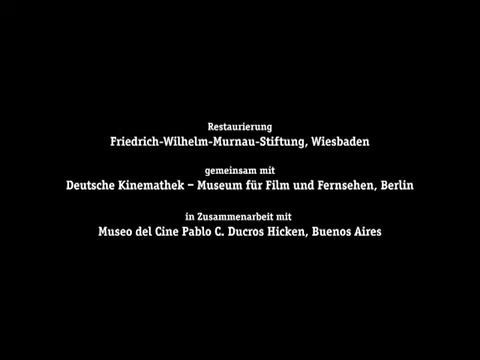 Restaurierung
Friedrich-Wilhelm-Murnau-Stiftung, Wiesbaden
gemeinsam mit
Deutsche Kinemathek – Museum für Film und Fernsehen, Berlin
in Zusammenarbeit mit
Museo del Cine Pablo C. Ducros Hicken, Buenos Aires